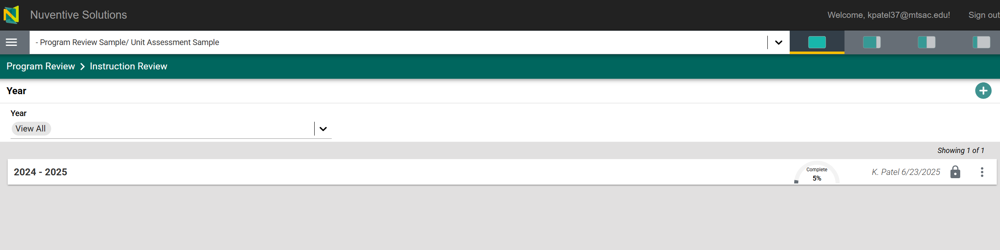 Nuventive Solutions
Welcome, kpatel37@mtsac.edu!
Sign out
- Program Review Sample/ Unit Assessment Sample
Program Review > Instruction Review
Year
Year
View All
Showing 1 of 1
2024 - 2025
Complete
5%
K. Patel 6/23/2025